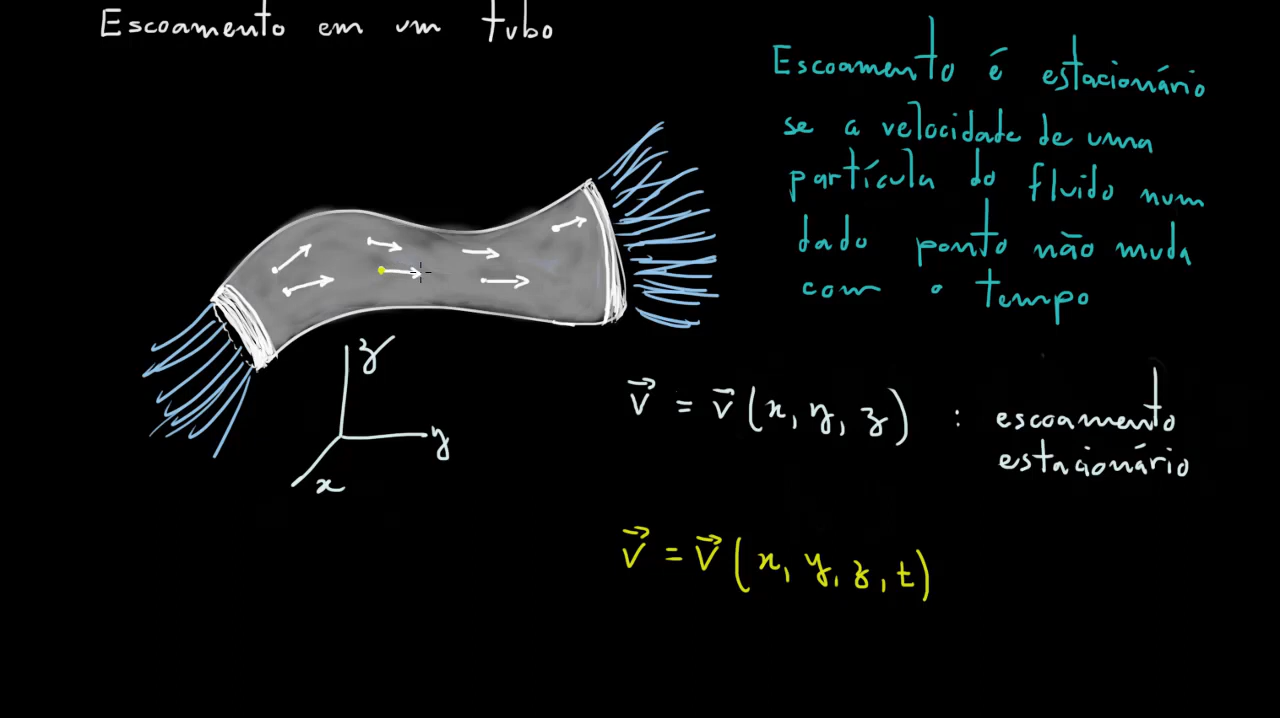 Escoamento em um tubo
Escoamento é estacionário
se a velocidade de uma
partícula do fluido num
dado ponto não muda
com o tempo
z
y
x
v⃗ = v⃗ (x, y, z) : escoamento
estacionário
v⃗ = v⃗ (x, y, z, t)